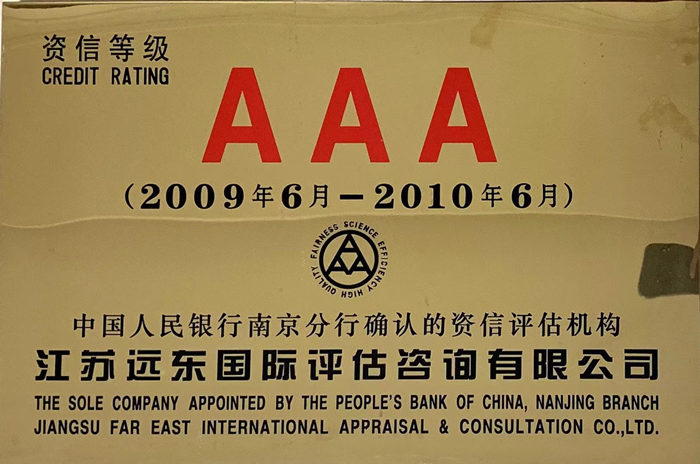 资信等级
CREDIT RATING
AAA
(2009年6月－2010年6月)
FAIRNESS SCIENCE EFFICIENCY HIGH QUALITY
AAA
中国人民银行南京分行确认的资信评估机构
江苏远东国际评估咨询有限公司
THE SOLE COMPANY APPOINTED BY THE PEOPLE'S BANK OF CHINA, NANJING BRANCH
JIANGSU FAR EAST INTERNATIONAL APPRAISAL & CONSULTATION CO.,LTD.